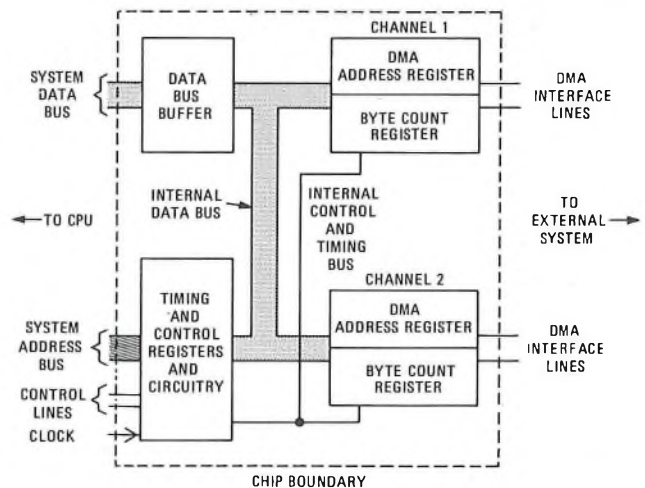 CHANNEL 1
SYSTEM
DATA
BUS
DATA
BUS
BUFFER
DMA
ADDRESS REGISTER
BYTE COUNT
REGISTER
DMA
INTERFACE
LINES
INTERNAL
DATA BUS
INTERNAL
CONTROL
AND
TIMING
BUS
TO CPU
TO
EXTERNAL
SYSTEM
CHANNEL 2
SYSTEM
ADDRESS
BUS
TIMING
AND
CONTROL
REGISTERS
AND
CIRCUITRY
DMA
ADDRESS REGISTER
BYTE COUNT
REGISTER
DMA
INTERFACE
LINES
CONTROL
LINES
CLOCK
CHIP BOUNDARY